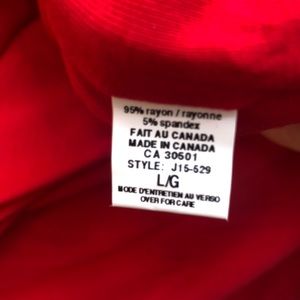 95% rayon / rayonne
5% spandex
FAIT AU CANADA
MADE IN CANADA
CA 30501
STYLE: J15-529
L/G
MODE D'ENTRETIEN AU VERSO
OVER FOR CARE